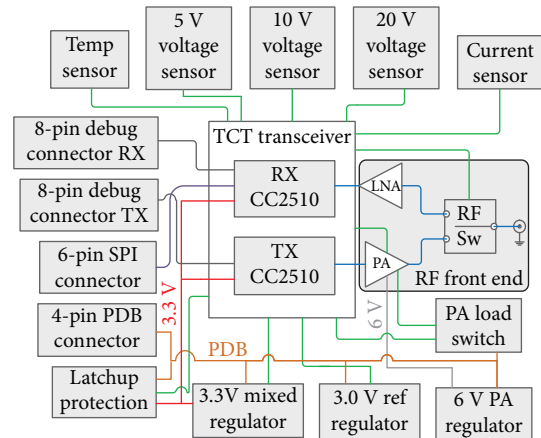 5 V
voltage
sensor
10 V
voltage
sensor
20 V
voltage
sensor
Temp
sensor
Current
sensor
8-pin debug
connector RX
8-pin debug
connector TX
6-pin SPI
connector
4-pin PDB
connector
Latchup
protection
TCT transceiver
RX
CC2510
TX
CC2510
LNA
PA
RF
Sw
RF front end
3.3 V
6 V
PDB
PA load
switch
3.3V mixed
regulator
3.0 V ref
regulator
6 V PA
regulator